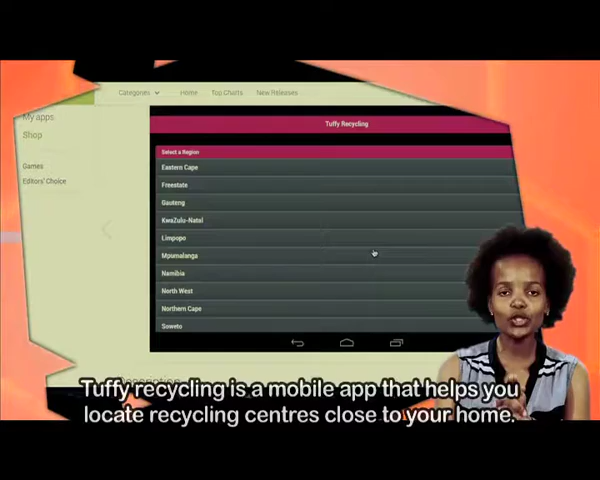 Categories Home Top Charts New Releases
My apps
Shop
Games
Editors' Choice
Tuffy Recycling
Select a Region
Eastern Cape
Freestate
Gauteng
KwaZulu-Natal
Limpopo
Mpumalanga
Namibia
North West
Northern Cape
Soweto
Description
Tuffy recycling is a mobile app that helps you
locate recycling centres close to your home.